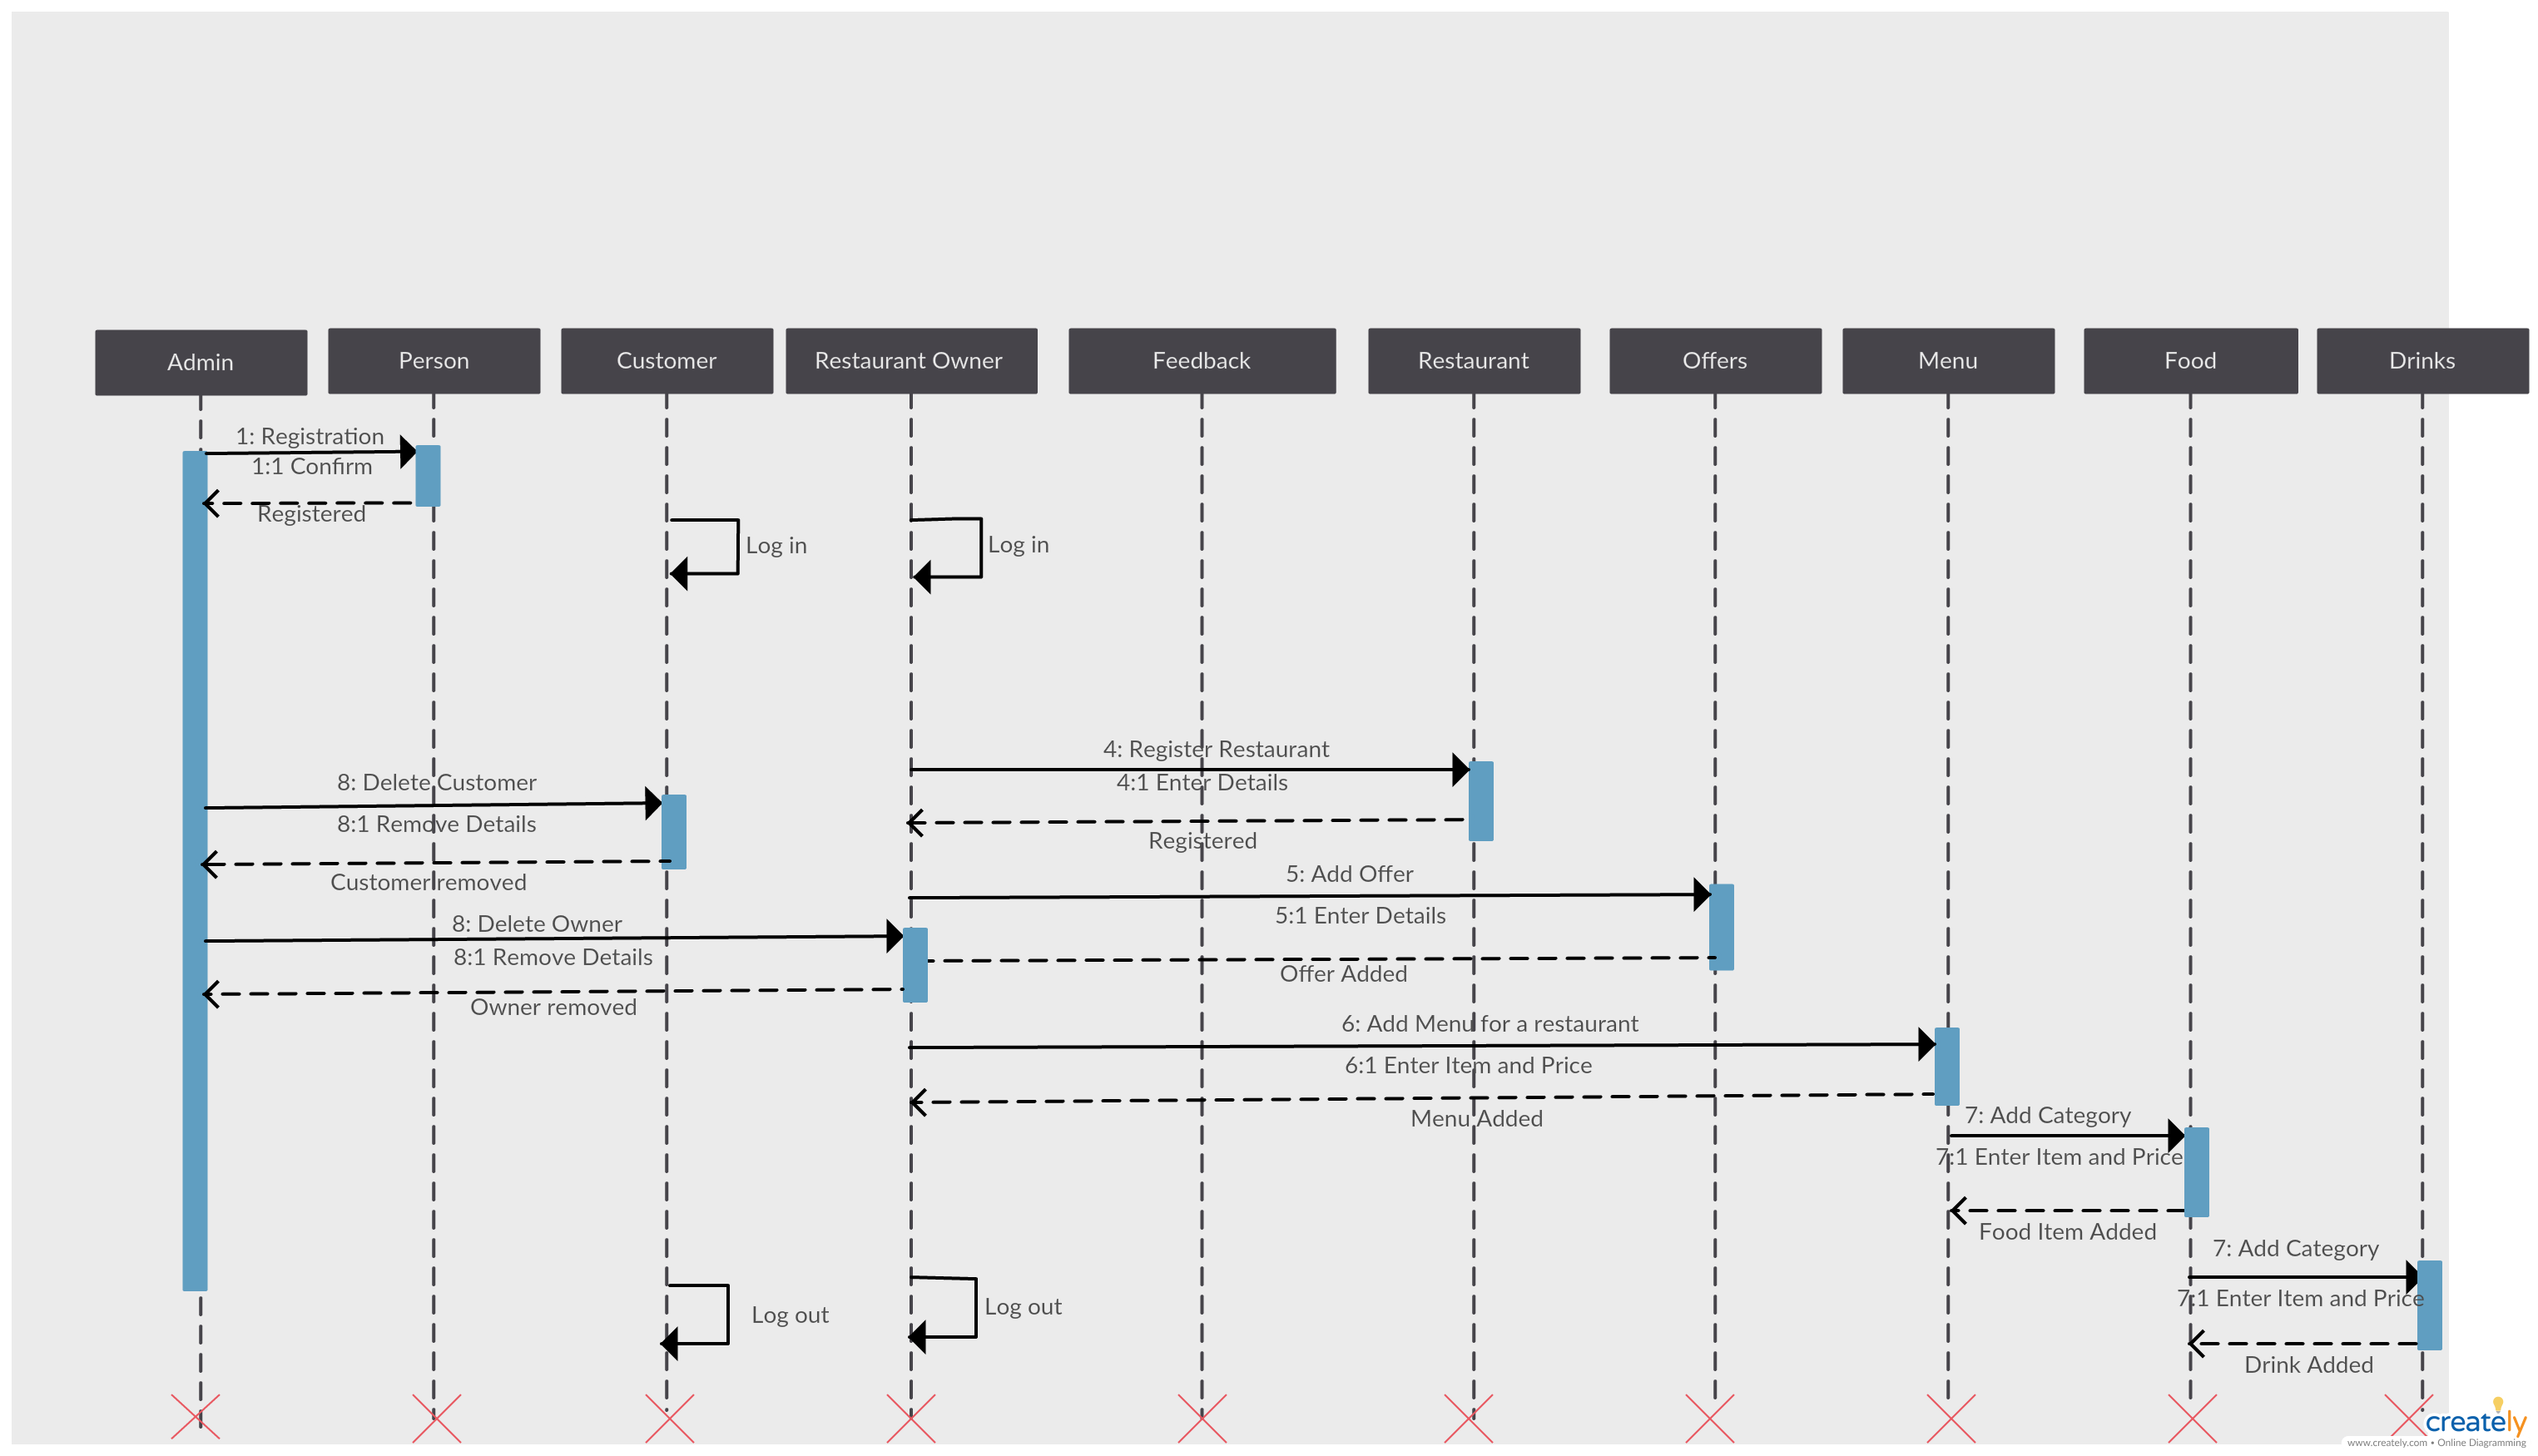 Admin
Person
Customer
Restaurant Owner
Feedback
Restaurant
Offers
Menu
Food
Drinks
1: Registration
1:1 Confirm
Registered
Log in
Log in
4: Register Restaurant
8: Delete Customer
4:1 Enter Details
8:1 Remove Details
Registered
5: Add Offer
Customer removed
5:1 Enter Details
8: Delete Owner
8:1 Remove Details
Offer Added
Owner removed
6: Add Menu for a restaurant
6:1 Enter Item and Price
Menu Added
7: Add Category
7:1 Enter Item and Price
Food Item Added
7: Add Category
7:1 Enter Item and Price
Log out
Log out
Drink Added
creately
www.creately.com • Online Diagramming